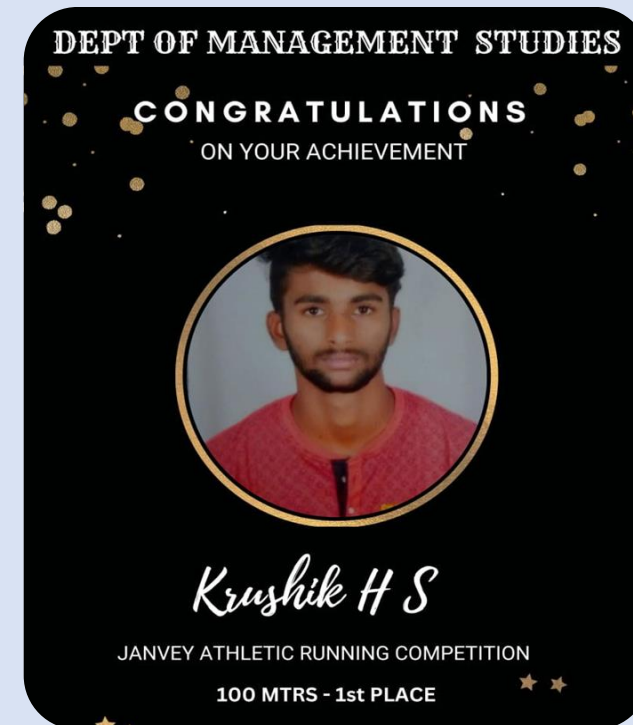 DEPT OF MANAGEMENT STUDIES
CONGRATULATIONS
ON YOUR ACHIEVEMENT
Krushik H S
JANVEY ATHLETIC RUNNING COMPETITION
100 MTRS - 1st PLACE